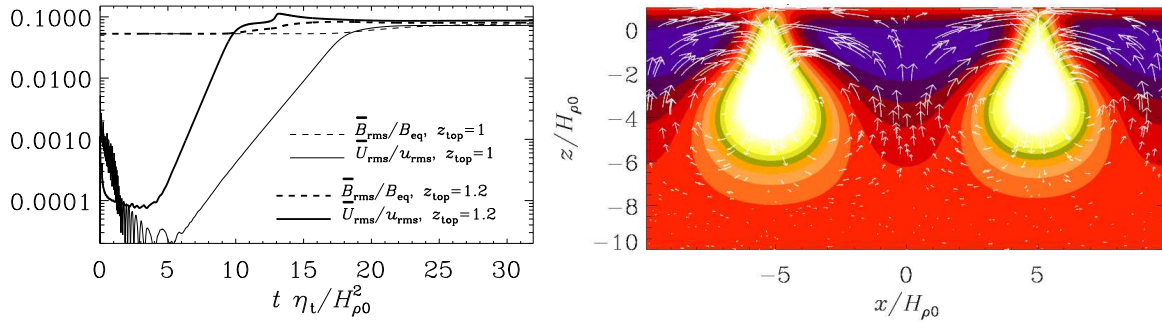 0.1000
0.0100
0.0010
0.0001
B̅rms/Beq, ztop=1
U̅rms/urms, ztop=1
B̅rms/Beq, ztop=1.2
U̅rms/urms, ztop=1.2
0 5 10 15 20 25 30
t ηt/H²ρ0
z/Hρ0
0
−2
−4
−6
−8
−10
−5 0 5
x/Hρ0